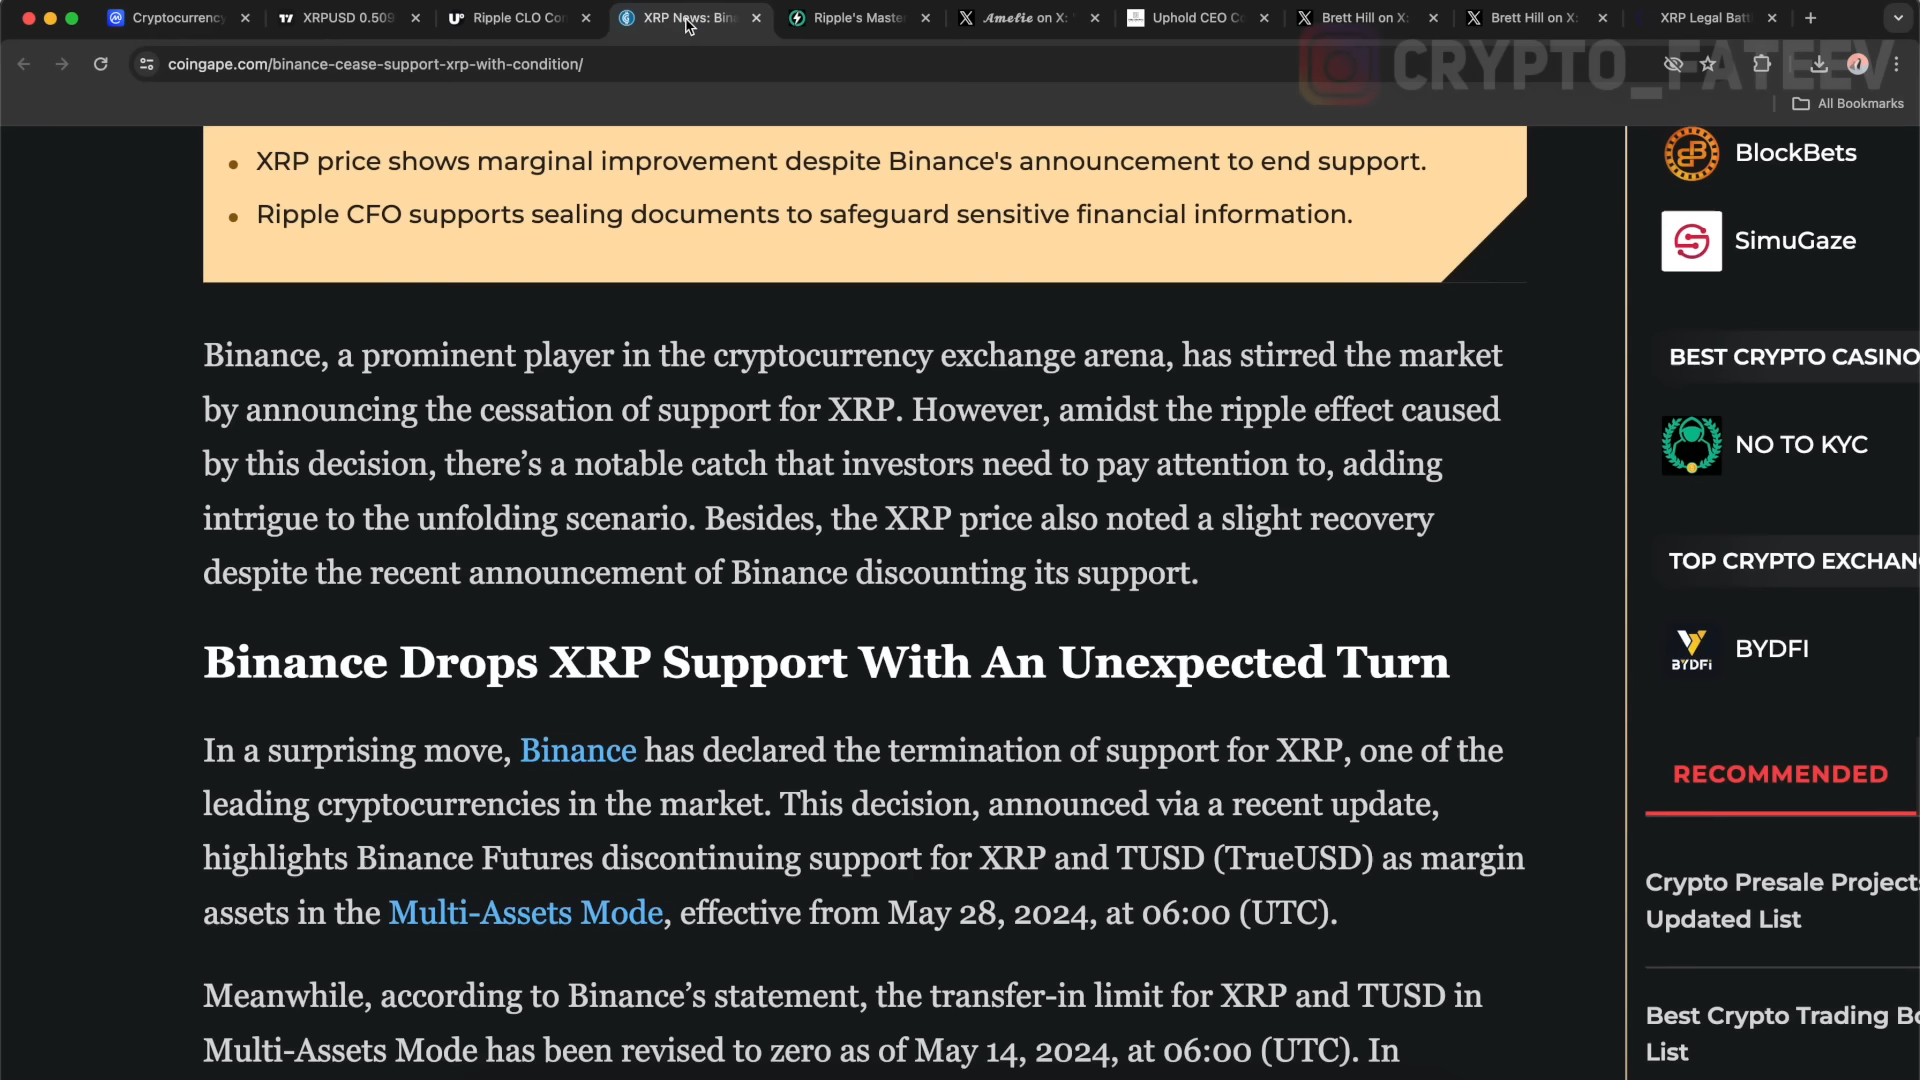 Cryptocurrency
XRPUSD 0.509
Ripple CLO Con
XRP News: Bin
Ripple's Master
Amelie on X:
Uphold CEO C
Brett Hill on X:
Brett Hill on X:
XRP Legal Batt
coingape.com/binance-cease-support-xrp-with-condition/
CRYPTO_FATEEV
All Bookmarks
• XRP price shows marginal improvement despite Binance's announcement to end support.
• Ripple CFO supports sealing documents to safeguard sensitive financial information.
Binance, a prominent player in the cryptocurrency exchange arena, has stirred the market
by announcing the cessation of support for XRP. However, amidst the ripple effect caused
by this decision, there’s a notable catch that investors need to pay attention to, adding
intrigue to the unfolding scenario. Besides, the XRP price also noted a slight recovery
despite the recent announcement of Binance discounting its support.
Binance Drops XRP Support With An Unexpected Turn
In a surprising move, Binance has declared the termination of support for XRP, one of the
leading cryptocurrencies in the market. This decision, announced via a recent update,
highlights Binance Futures discontinuing support for XRP and TUSD (TrueUSD) as margin
assets in the Multi-Assets Mode, effective from May 28, 2024, at 06:00 (UTC).
Meanwhile, according to Binance’s statement, the transfer-in limit for XRP and TUSD in
Multi-Assets Mode has been revised to zero as of May 14, 2024, at 06:00 (UTC). In
BlockBets
SimuGaze
BEST CRYPTO CASINO
NO TO KYC
TOP CRYPTO EXCHAN
BYDFi
BYDFI
RECOMMENDED
Crypto Presale Projects
Updated List
Best Crypto Trading Bo
List